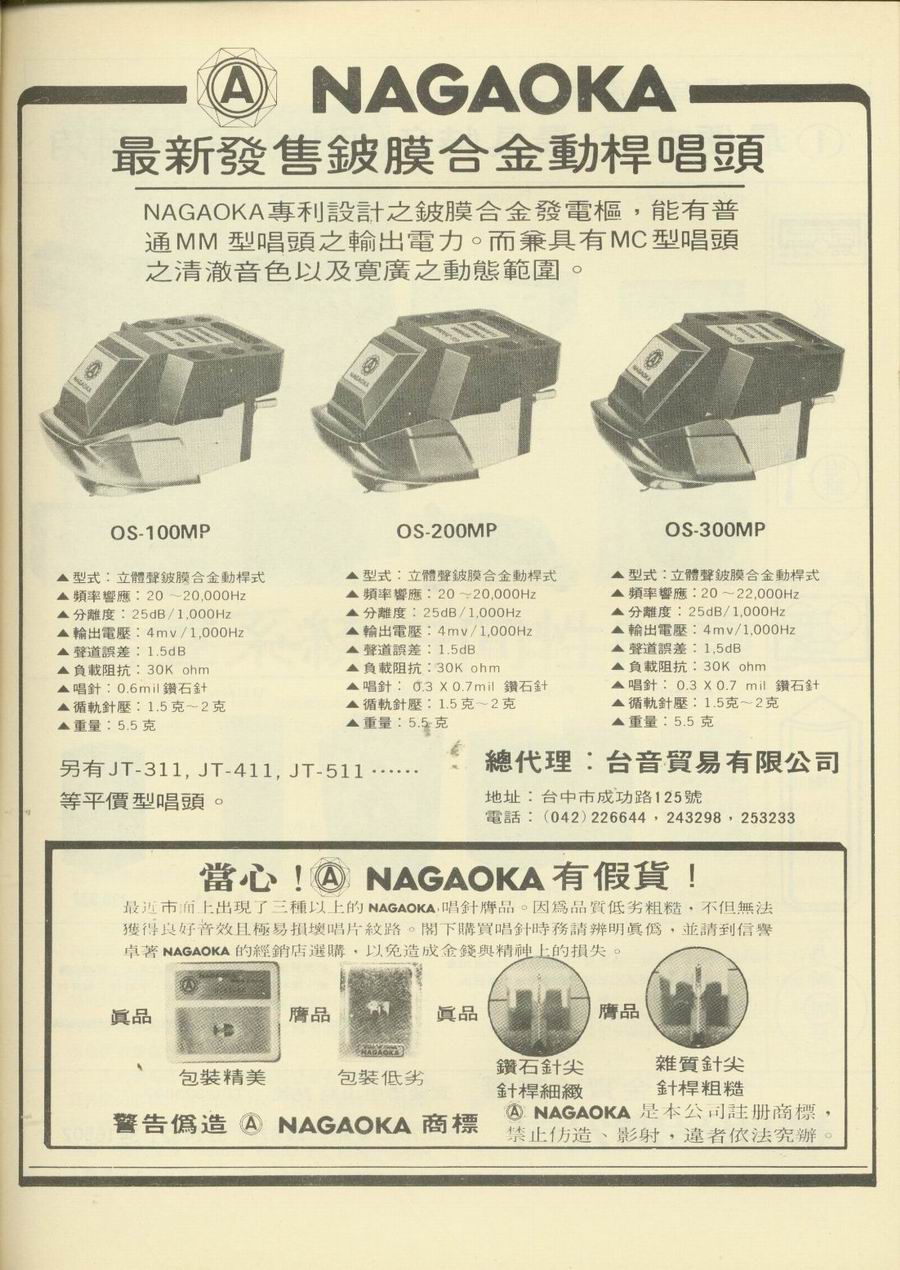 Ⓐ NAGAOKA
最新發售鈹膜合金動桿唱頭
NAGAOKA專利設計之鈹膜合金發電樞，能有普
通MM 型唱頭之輸出電力。而兼具有MC型唱頭
之清澈音色以及寬廣之動態範圍。
OS-100MP
▲型式：立體聲鈹膜合金動桿式
▲頻率響應：20 ～20,000Hz
▲分離度：25dB/1,000Hz
▲輸出電壓：4mv/1,000Hz
▲聲道誤差：1.5dB
▲負載阻抗：30K ohm
▲唱針：0.6mil鑽石針
▲循軌針壓：1.5克～2克
▲重量：5.5克
OS-200MP
▲型式：立體聲鈹膜合金動桿式
▲頻率響應：20 ～20,000Hz
▲分離度：25dB/1,000Hz
▲輸出電壓：4mv/1,000Hz
▲聲道誤差：1.5dB
▲負載阻抗：30K ohm
▲唱針：0.3 X 0.7mil 鑽石針
▲循軌針壓：1.5克～2克
▲重量：5.5克
OS-300MP
▲型式：立體聲鈹膜合金動桿式
▲頻率響應：20 ～22,000Hz
▲分離度：25dB/1,000Hz
▲輸出電壓：4mv/1,000Hz
▲聲道誤差：1,5dB
▲負載阻抗：30K ohm
▲唱針：0.3 X 0.7 mil 鑽石針
▲循軌針壓：1.5克～2克
▲重量：5.5克
另有JT-311, JT-411, JT-511……
等平價型唱頭。
總代理：台音貿易有限公司
地址：台中市成功路125號
電話：(042)226644，243298，253233
當心！Ⓐ NAGAOKA 有假貨！
最近市面上出現了三種以上的 NAGAOKA 唱針贋品。因爲品質低劣粗糙，不但無法
獲得良好音效且極易損壞唱片紋路。閣下購買唱針時務請辨明眞僞，並請到信譽
卓著 NAGAOKA 的經銷店選購，以免造成金錢與精神上的損失。
眞品
包裝精美
贋品
NAGAOKA
包裝低劣
眞品
鑽石針尖
針桿細緻
贋品
雜質針尖
針桿粗糙
警告僞造 Ⓐ NAGAOKA 商標
Ⓐ NAGAOKA 是本公司註册商標，
禁止仿造、影射，違者依法究辦。